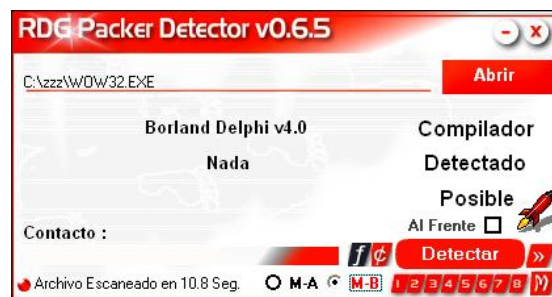 RDG Packer Detector v0.6.5
- X
C:\zzz\WOW32.EXE
Abrir
Borland Delphi v4.0
Compilador
Nada
Detectado
Posible
Al Frente
Contacto :
f ¢ Detectar »
Archivo Escaneado en 10.8 Seg.
M-A M-B 1 2 3 4 5 6 7 8 M